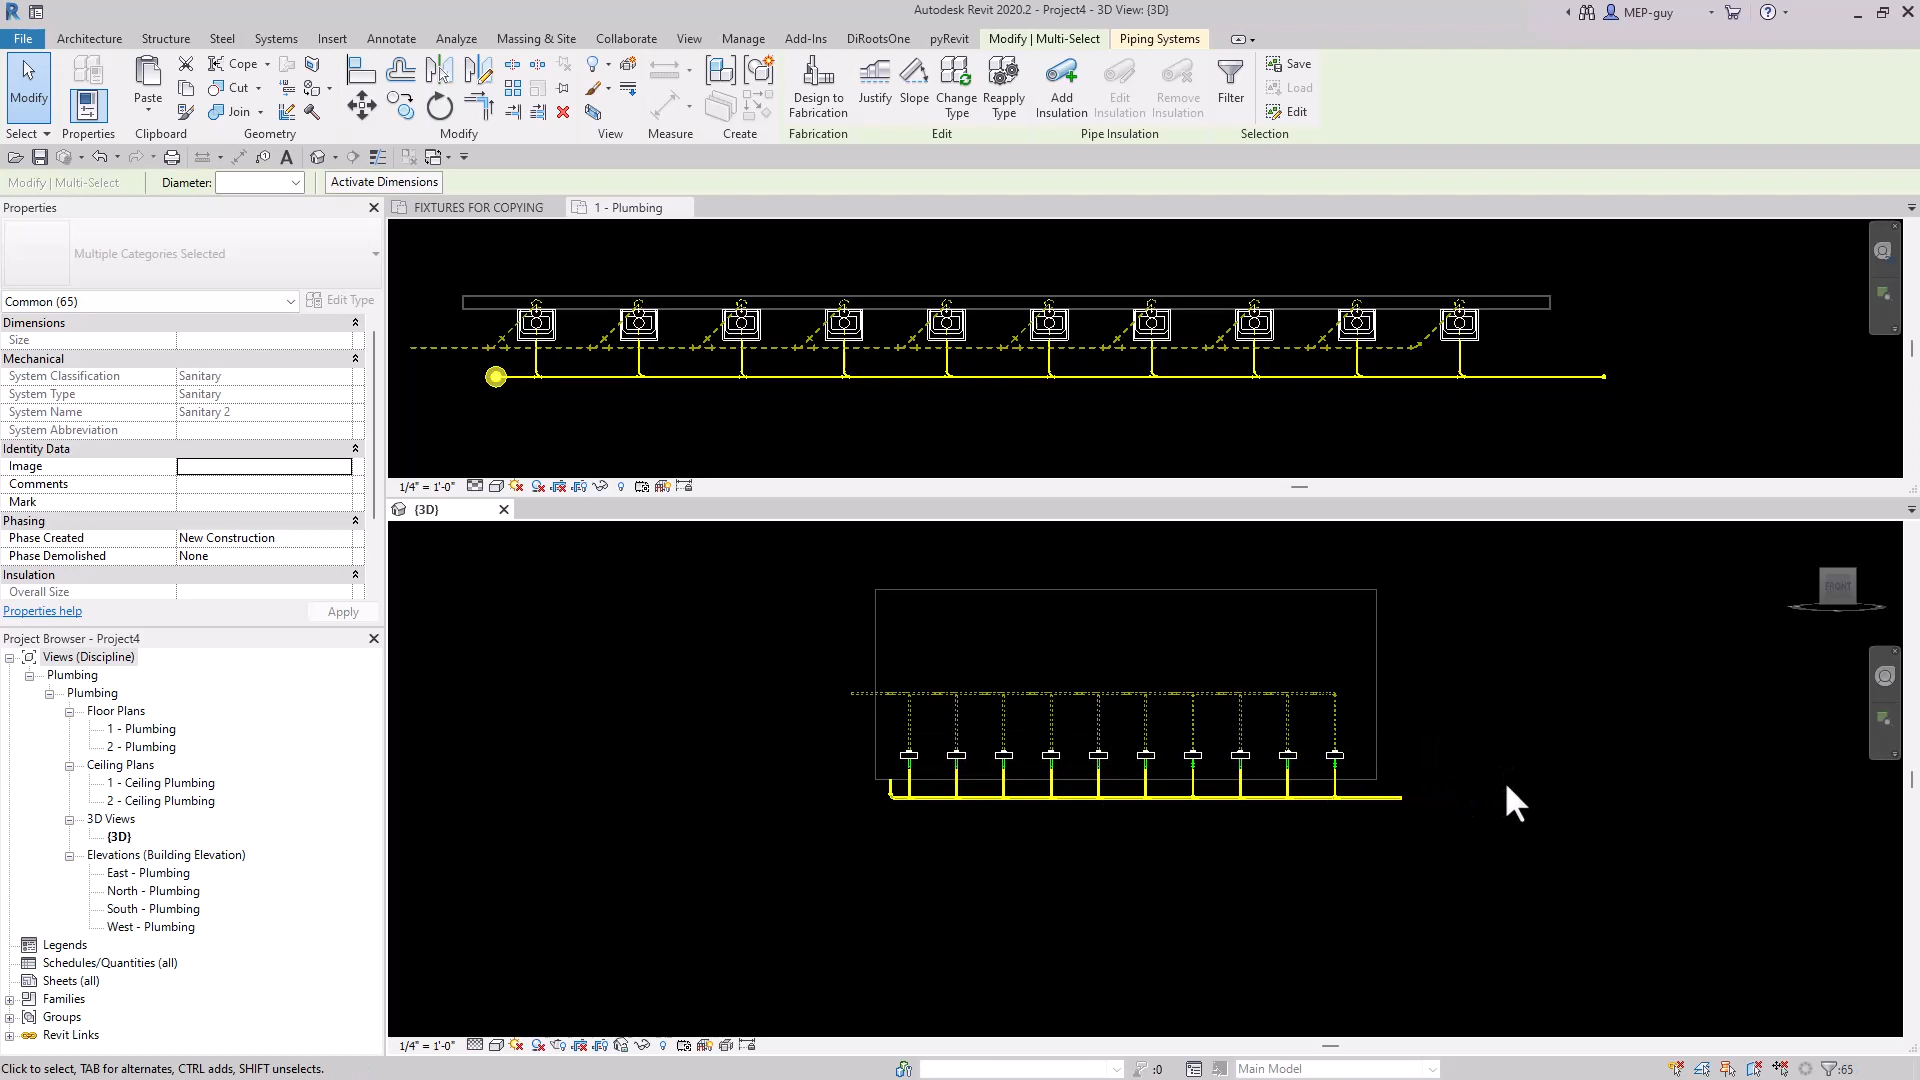 Autodesk Revit 2020.2 - Project4 - 3D View: {3D}
MEP-guy
File Architecture Structure Steel Systems Insert Annotate Analyze Massing & Site Collaborate View Manage Add-Ins DiRootsOne pyRevit Modify | Multi-Select Piping Systems
Modify
Paste
Cope
Cut
Join
Design to Fabrication
Justify
Slope
Change Type
Reapply Type
Add Insulation
Edit Insulation
Remove Insulation
Filter
Save
Load
Edit
Select Properties Clipboard Geometry Modify View Measure Create Fabrication Edit Pipe Insulation Selection
Modify | Multi-Select Diameter: Activate Dimensions
Properties
Multiple Categories Selected
Common (65) Edit Type
Dimensions
Size
Mechanical
System Classification Sanitary
System Type Sanitary
System Name Sanitary 2
System Abbreviation
Identity Data
Image
Comments
Mark
Phasing
Phase Created New Construction
Phase Demolished None
Insulation
Overall Size
Properties help Apply
Project Browser - Project4
Views (Discipline)
Plumbing
Plumbing
Floor Plans
1 - Plumbing
2 - Plumbing
Ceiling Plans
1 - Ceiling Plumbing
2 - Ceiling Plumbing
3D Views
{3D}
Elevations (Building Elevation)
East - Plumbing
North - Plumbing
South - Plumbing
West - Plumbing
Legends
Schedules/Quantities (all)
Sheets (all)
Families
Groups
Revit Links
FIXTURES FOR COPYING 1 - Plumbing
1/4" = 1'-0"
{3D}
FRONT
1/4" = 1'-0"
Click to select, TAB for alternates, CTRL adds, SHIFT unselects.
:0
Main Model
:65